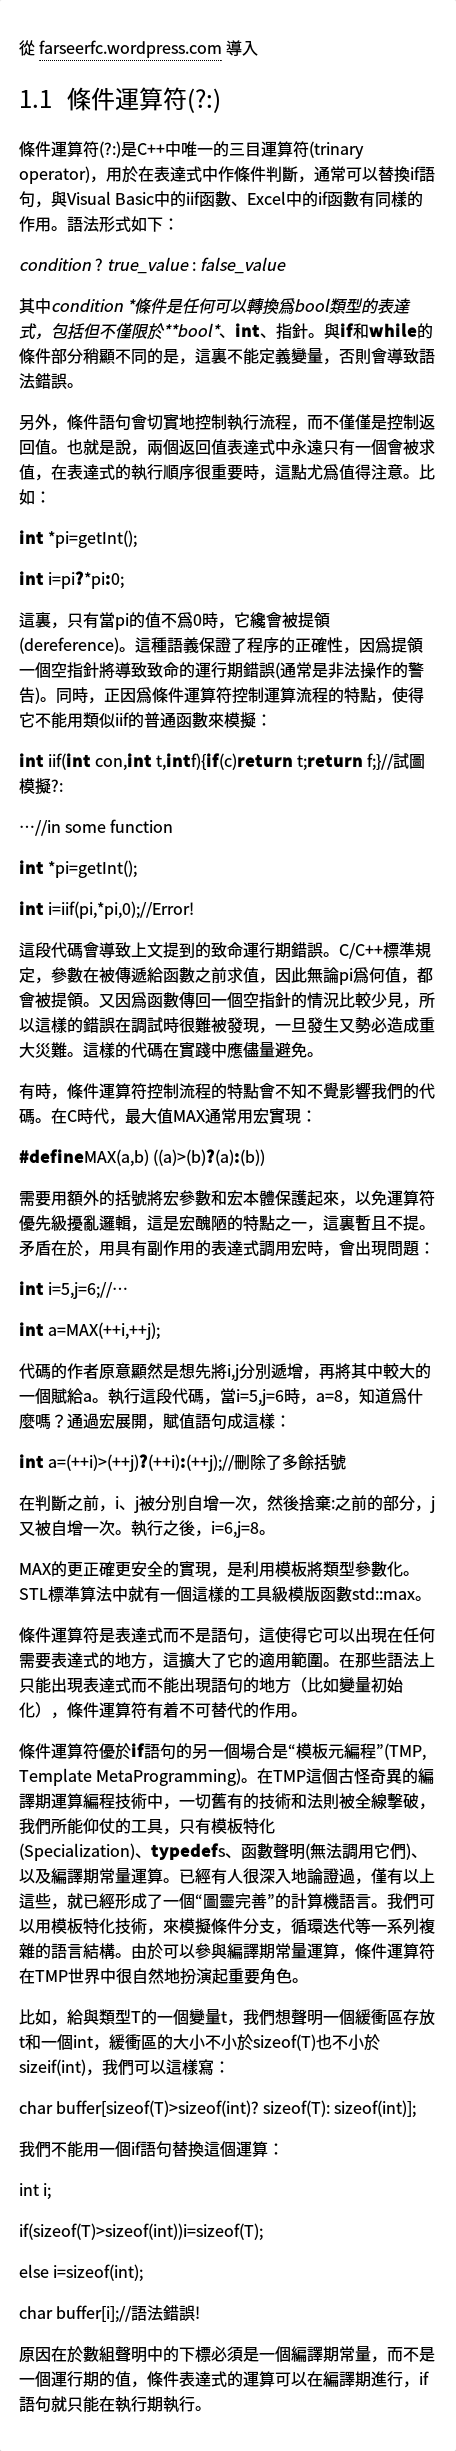 從 farseerfc.wordpress.com 導入
1.1 條件運算符(?:)
條件運算符(?:)是C++中唯一的三目運算符(trinary
operator)，用於在表達式中作條件判斷，通常可以替換if語
句，與Visual Basic中的iif函數、Excel中的if函數有同樣的
作用。語法形式如下：
condition ? true_value : false_value
其中condition *條件是任何可以轉換爲bool類型的表達
式，包括但不僅限於**bool*、int、指針。與if和while的
條件部分稍顯不同的是，這裏不能定義變量，否則會導致語
法錯誤。
另外，條件語句會切實地控制執行流程，而不僅僅是控制返
回值。也就是說，兩個返回值表達式中永遠只有一個會被求
值，在表達式的執行順序很重要時，這點尤爲值得注意。比
如：
int *pi=getInt();
int i=pi?*pi:0;
這裏，只有當pi的值不爲0時，它纔會被提領
(dereference)。這種語義保證了程序的正確性，因爲提領
一個空指針將導致致命的運行期錯誤(通常是非法操作的警
告)。同時，正因爲條件運算符控制運算流程的特點，使得
它不能用類似iif的普通函數來模擬：
int iif(int con,int t,intf){if(c)return t;return f;}//試圖
模擬?:
…//in some function
int *pi=getInt();
int i=iif(pi,*pi,0);//Error!
這段代碼會導致上文提到的致命運行期錯誤。C/C++標準規
定，參數在被傳遞給函數之前求值，因此無論pi爲何值，都
會被提領。又因爲函數傳回一個空指針的情況比較少見，所
以這樣的錯誤在調試時很難被發現，一旦發生又勢必造成重
大災難。這樣的代碼在實踐中應儘量避免。
有時，條件運算符控制流程的特點會不知不覺影響我們的代
碼。在C時代，最大值MAX通常用宏實現：
#defineMAX(a,b) ((a)>(b)?(a):(b))
需要用額外的括號將宏參數和宏本體保護起來，以免運算符
優先級擾亂邏輯，這是宏醜陋的特點之一，這裏暫且不提。
矛盾在於，用具有副作用的表達式調用宏時，會出現問題：
int i=5,j=6;//…
int a=MAX(++i,++j);
代碼的作者原意顯然是想先將i,j分別遞增，再將其中較大的
一個賦給a。執行這段代碼，當i=5,j=6時，a=8，知道爲什
麼嗎？通過宏展開，賦值語句成這樣：
int a=(++i)>(++j)?(++i):(++j);//刪除了多餘括號
在判斷之前，i、j被分別自增一次，然後捨棄:之前的部分，j
又被自增一次。執行之後，i=6,j=8。
MAX的更正確更安全的實現，是利用模板將類型參數化。
STL標準算法中就有一個這樣的工具級模版函數std::max。
條件運算符是表達式而不是語句，這使得它可以出現在任何
需要表達式的地方，這擴大了它的適用範圍。在那些語法上
只能出現表達式而不能出現語句的地方（比如變量初始
化），條件運算符有着不可替代的作用。
條件運算符優於if語句的另一個場合是“模板元編程”(TMP,
Template MetaProgramming)。在TMP這個古怪奇異的編
譯期運算編程技術中，一切舊有的技術和法則被全線擊破，
我們所能仰仗的工具，只有模板特化
(Specialization)、typedefs、函數聲明(無法調用它們)、
以及編譯期常量運算。已經有人很深入地論證過，僅有以上
這些，就已經形成了一個“圖靈完善”的計算機語言。我們可
以用模板特化技術，來模擬條件分支，循環迭代等一系列複
雜的語言結構。由於可以參與編譯期常量運算，條件運算符
在TMP世界中很自然地扮演起重要角色。
比如，給與類型T的一個變量t，我們想聲明一個緩衝區存放
t和一個int，緩衝區的大小不小於sizeof(T)也不小於
sizeif(int)，我們可以這樣寫：
char buffer[sizeof(T)>sizeof(int)? sizeof(T): sizeof(int)];
我們不能用一個if語句替換這個運算：
int i;
if(sizeof(T)>sizeof(int))i=sizeof(T);
else i=sizeof(int);
char buffer[i];//語法錯誤!
原因在於數組聲明中的下標必須是一個編譯期常量，而不是
一個運行期的值，條件表達式的運算可以在編譯期進行，if
語句就只能在執行期執行。